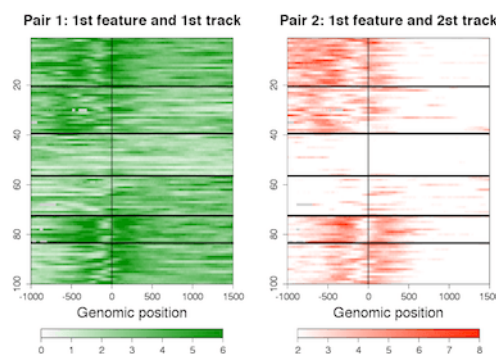 Pair 1: 1st feature and 1st track
20
40
60
80
100
-1000 -500 0 500 1000 1500
Genomic position
0 1 2 3 4 5 6
Pair 2: 1st feature and 2st track
20
40
60
80
100
-1000 -500 0 500 1000 1500
Genomic position
2 3 4 5 6 7 8